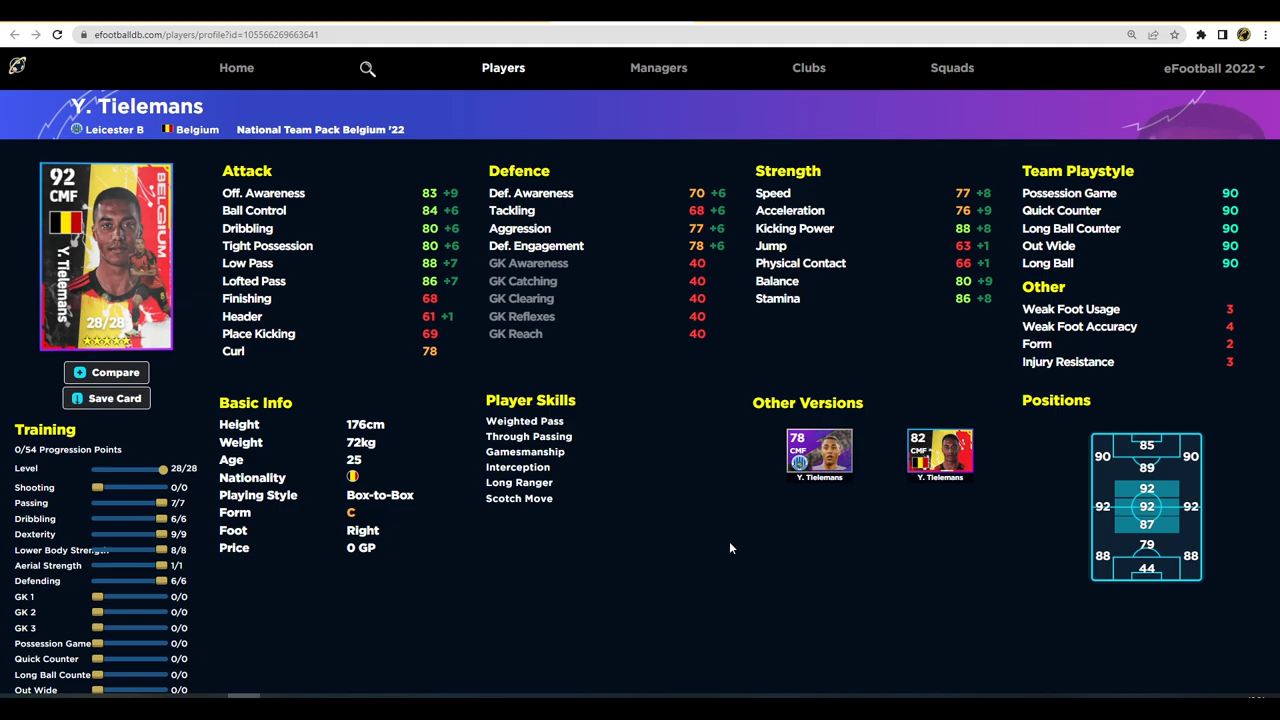 efootballdb.com/players/profile?id=105566269663641
Home Players Managers Clubs Squads eFootball 2022
Y. Tielemans
Leicester B Belgium National Team Pack Belgium '22
92
CMF
BELGIUM
Y. Tielemans
28/28
Compare
Save Card
Attack
Off. Awareness 83 +9
Ball Control 84 +6
Dribbling 80 +6
Tight Possession 80 +6
Low Pass 88 +7
Lofted Pass 86 +7
Finishing 68
Header 61 +1
Place Kicking 69
Curl 78
Defence
Def. Awareness 70 +6
Tackling 68 +6
Aggression 77 +6
Def. Engagement 78 +6
GK Awareness 40
GK Catching 40
GK Clearing 40
GK Reflexes 40
GK Reach 40
Strength
Speed 77 +8
Acceleration 76 +9
Kicking Power 88 +8
Jump 63 +1
Physical Contact 66 +1
Balance 80 +9
Stamina 86 +8
Team Playstyle
Possession Game 90
Quick Counter 90
Long Ball Counter 90
Out Wide 90
Long Ball 90
Other
Weak Foot Usage 3
Weak Foot Accuracy 4
Form 2
Injury Resistance 3
Training
0/54 Progression Points
Level 28/28
Shooting 0/0
Passing 7/7
Dribbling 6/6
Dexterity 9/9
Lower Body Strength 8/8
Aerial Strength 1/1
Defending 6/6
GK 1 0/0
GK 2 0/0
GK 3 0/0
Possession Game 0/0
Quick Counter 0/0
Long Ball Counte 0/0
Out Wide 0/0
Basic Info
Height 176cm
Weight 72kg
Age 25
Nationality
Playing Style Box-to-Box
Form C
Foot Right
Price 0 GP
Player Skills
Weighted Pass
Through Passing
Gamesmanship
Interception
Long Ranger
Scotch Move
Other Versions
78
CMF
Y. Tielemans
82
CMF
Y. Tielemans
Positions
85
90 90
89
92
92 92 92
87
79
88 88
44